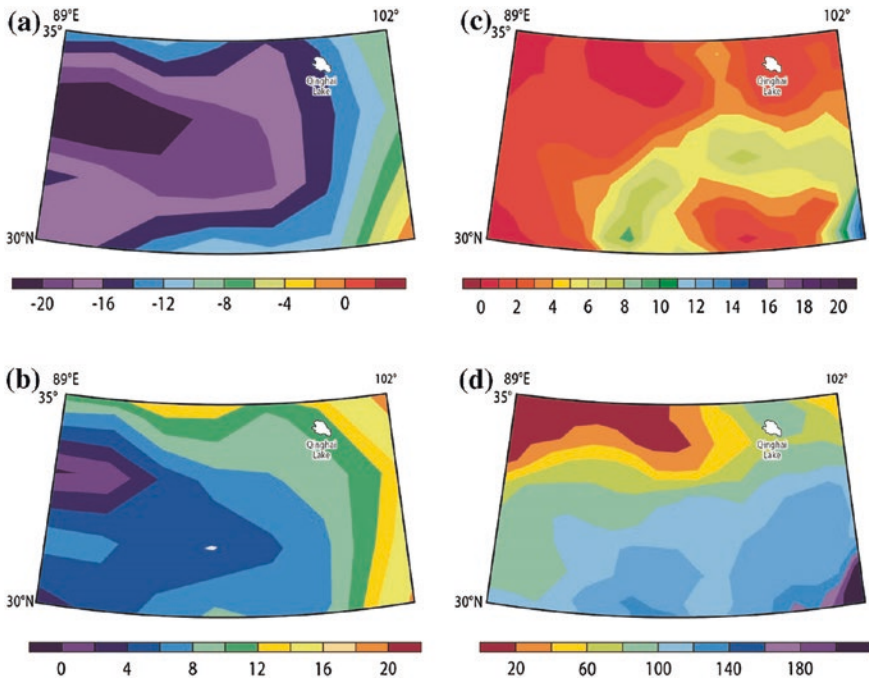 (a)
89°E
35°
102°
Qinghai
Lake
30°N
-20 -16 -12 -8 -4 0
(c)
89°E
35°
102°
Qinghai
Lake
30°N
0 2 4 6 8 10 12 14 16 18 20
(b)
89°E
35°
102°
Qinghai
Lake
30°N
0 4 8 12 16 20
(d)
89°E
35°
102°
Qinghai
Lake
30°N
20 60 100 140 180